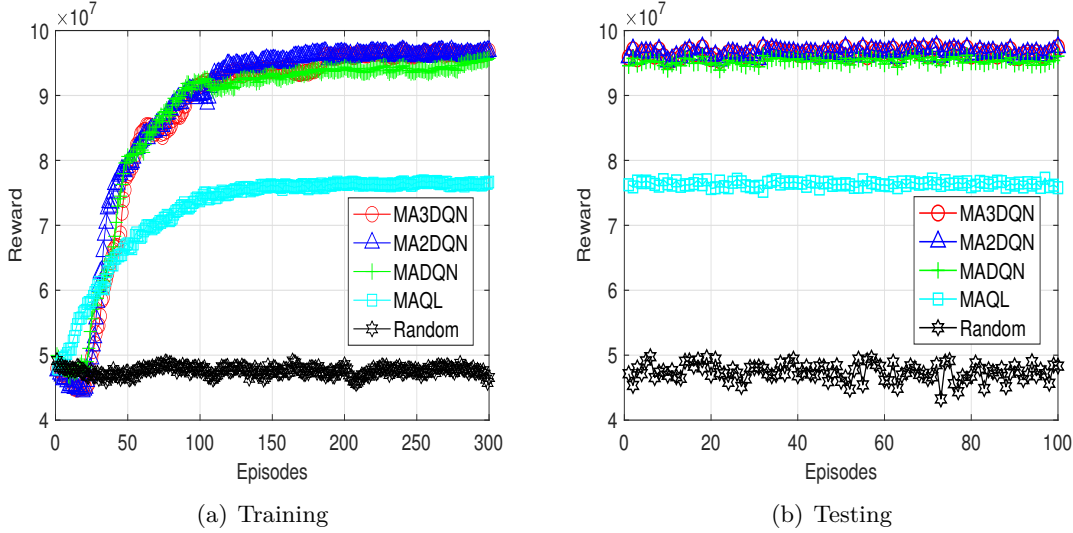 ×10⁷
10
9
8
7
6
5
4
Reward
0 50 100 150 200 250 300
Episodes
MA3DQN
MA2DQN
MADQN
MAQL
Random
(a) Training
×10⁷
10
9
8
7
6
5
4
Reward
0 20 40 60 80 100
Episodes
MA3DQN
MA2DQN
MADQN
MAQL
Random
(b) Testing